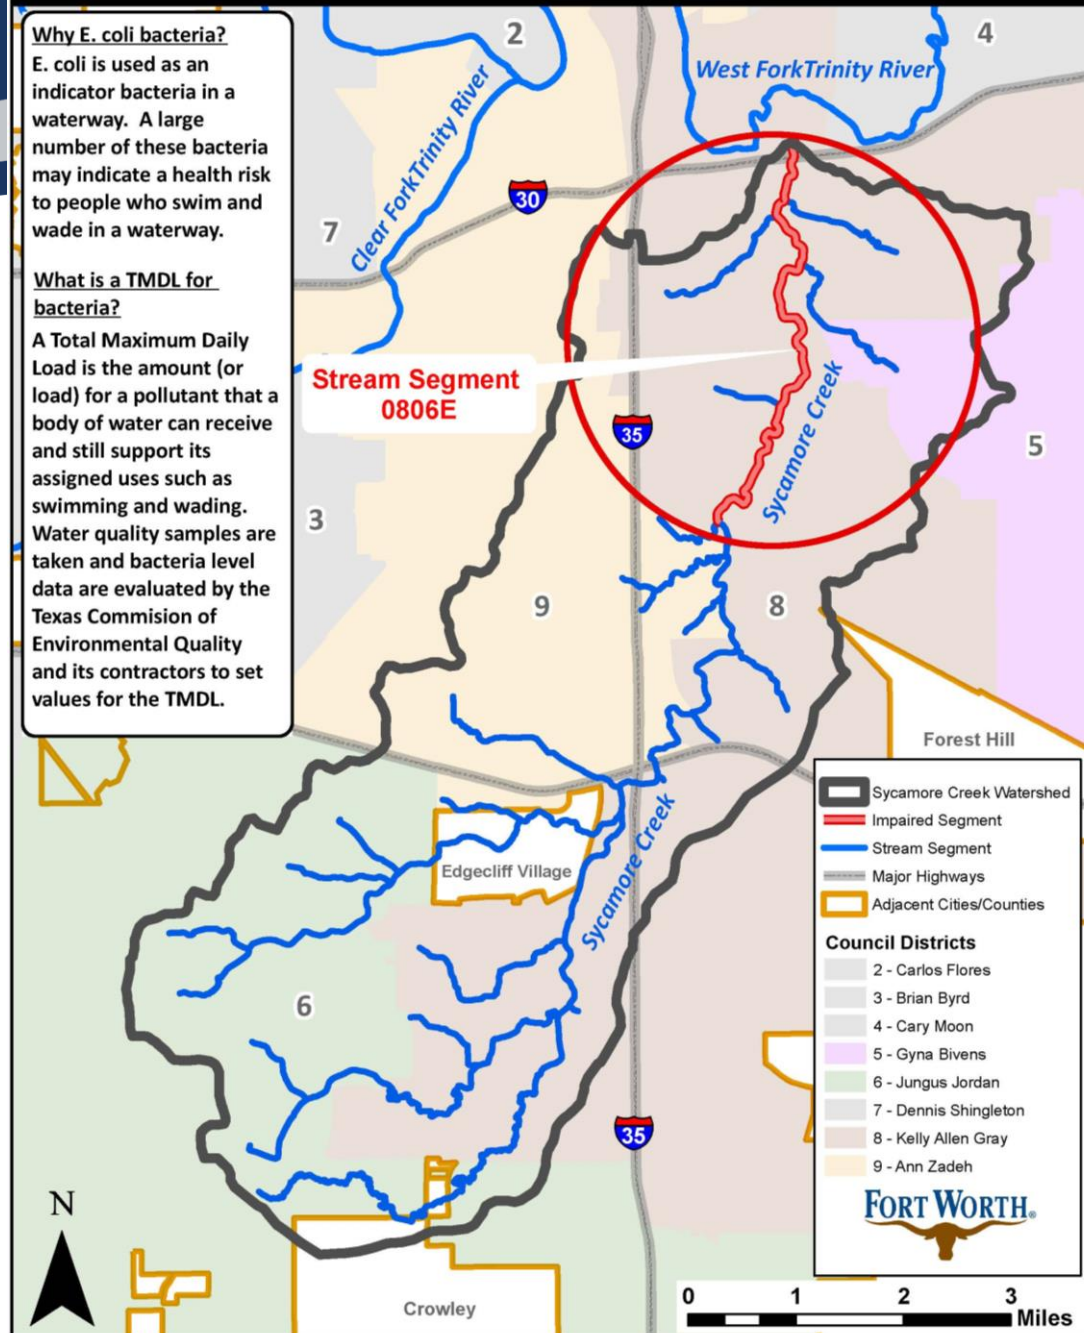 Why E. coli bacteria?
E. coli is used as an
indicator bacteria in a
waterway.  A large
number of these bacteria
may indicate a health risk
to people who swim and
wade in a waterway.
What is a TMDL for
bacteria?
A Total Maximum Daily
Load is the amount (or
load) for a pollutant that a
body of water can receive
and still support its
assigned uses such as
swimming and wading.
Water quality samples are
taken and bacteria level
data are evaluated by the
Texas Commision of
Environmental Quality
and its contractors to set
values for the TMDL.
2
4
West ForkTrinity River
Clear ForkTrinity River
30
7
Stream Segment
0806E
35
Sycamore Creek
5
3
9
8
Forest Hill
Edgecliff Village
Sycamore Creek
6
35
Crowley
N
Sycamore Creek Watershed
Impaired Segment
Stream Segment
Major Highways
Adjacent Cities/Counties
Council Districts
2 - Carlos Flores
3 - Brian Byrd
4 - Cary Moon
5 - Gyna Bivens
6 - Jungus Jordan
7 - Dennis Shingleton
8 - Kelly Allen Gray
9 - Ann Zadeh
FORT WORTH®
0 1 2 3
Miles